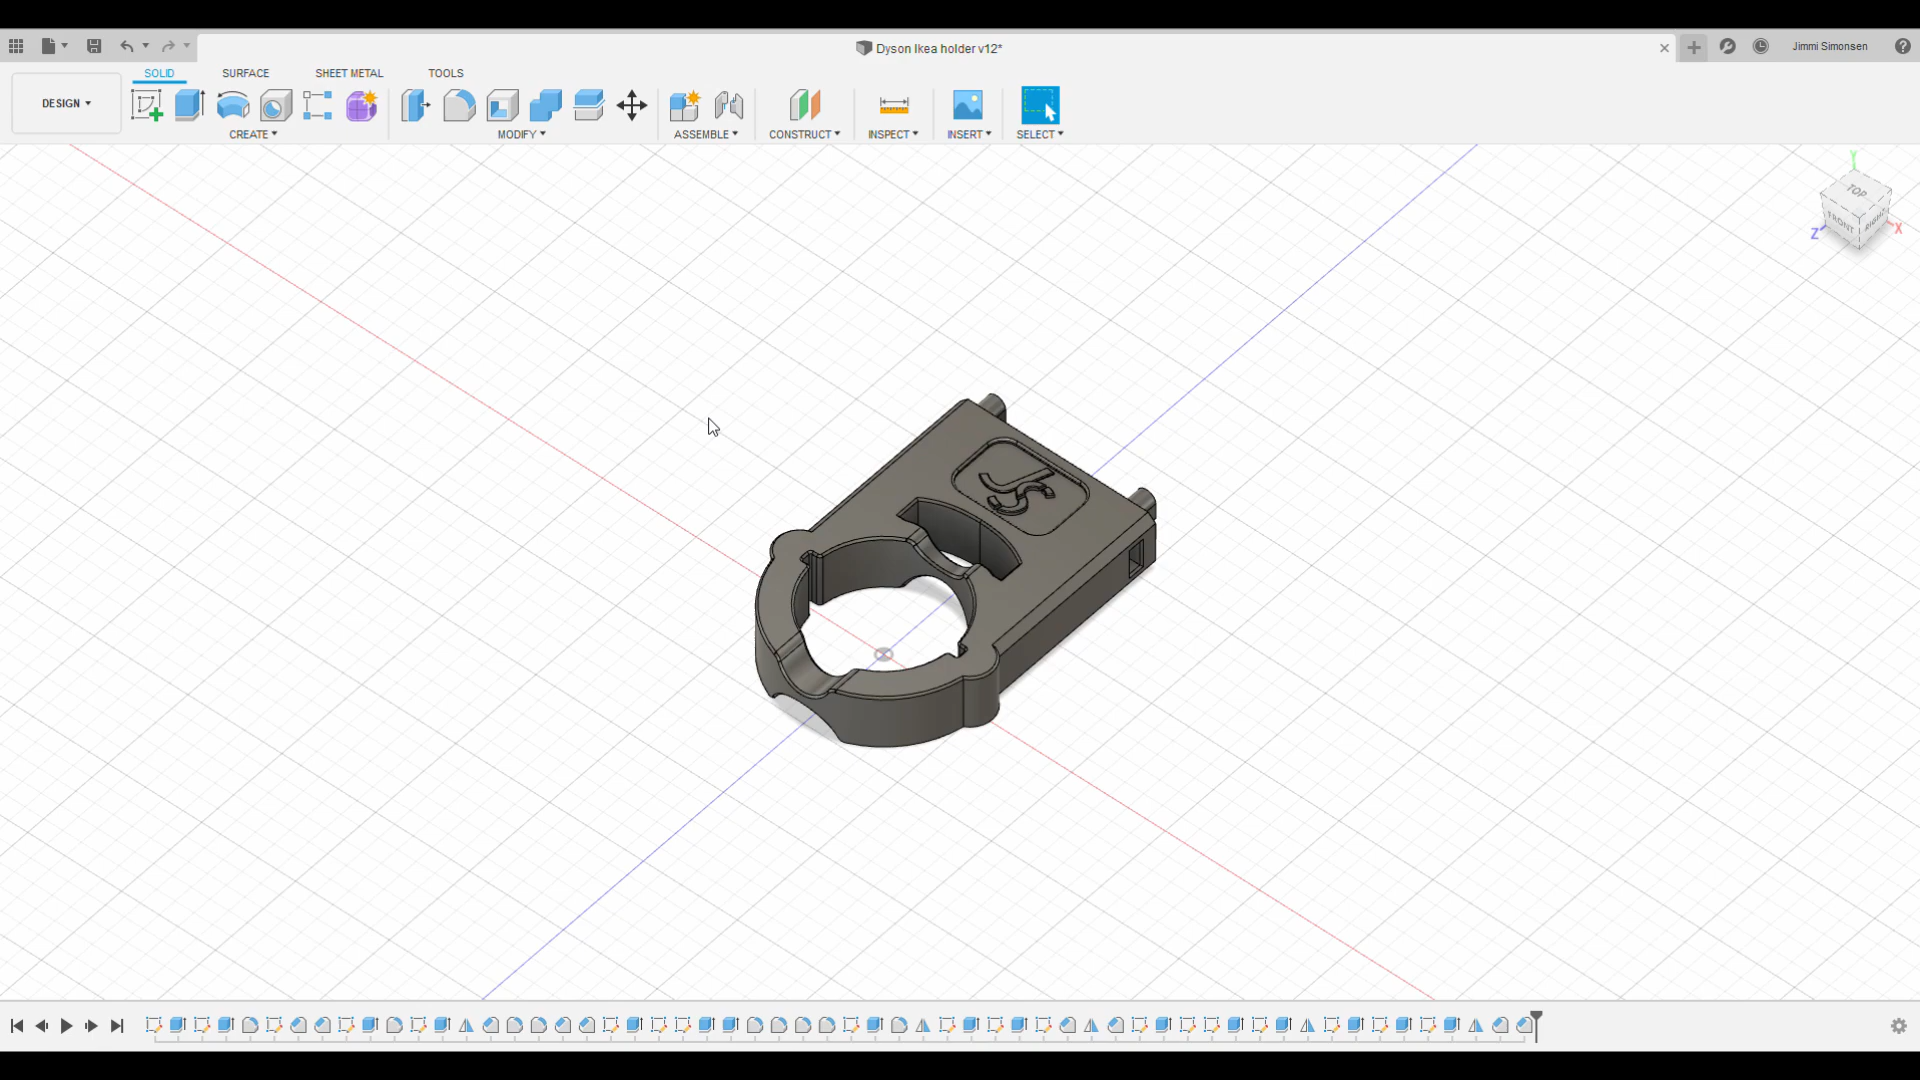 Dyson Ikea holder v12*
Jimmi Simonsen
SOLID
SURFACE
SHEET METAL
TOOLS
DESIGN
CREATE
MODIFY
ASSEMBLE
CONSTRUCT
INSPECT
INSERT
SELECT
Y
TOP
FRONT
RIGHT
Z
X
JS